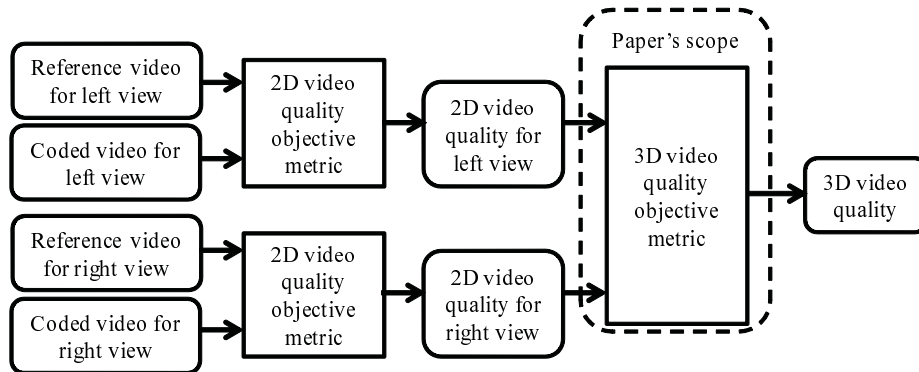 Paper's scope
Reference video
for left view
Coded video for
left view
2D video
quality
objective
metric
2D video
quality for
left view
Reference video
for right view
Coded video for
right view
2D video
quality
objective
metric
2D video
quality for
right view
3D video
quality
objective
metric
3D video
quality